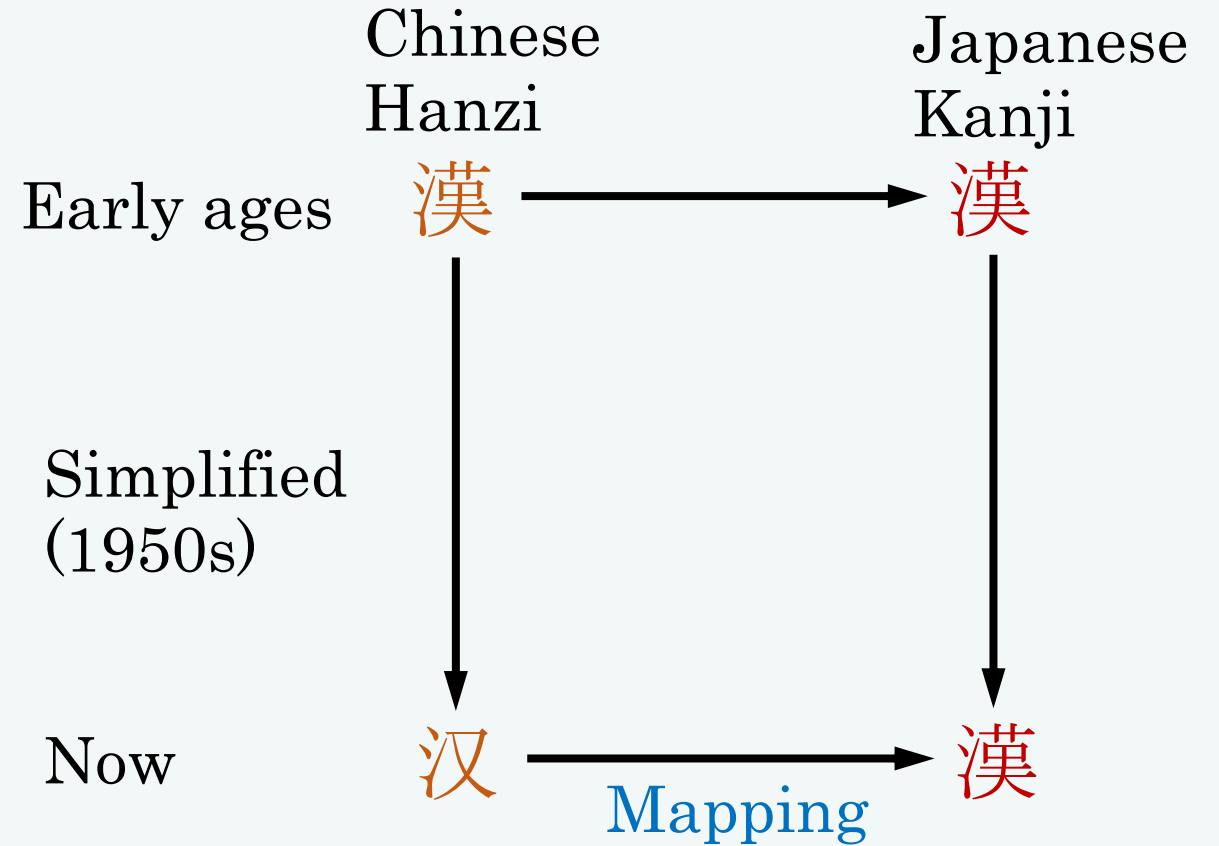 Chinese
Hanzi
Japanese
Kanji
Early ages
漢
漢
Simplified
(1950s)
Now
汉
漢
Mapping